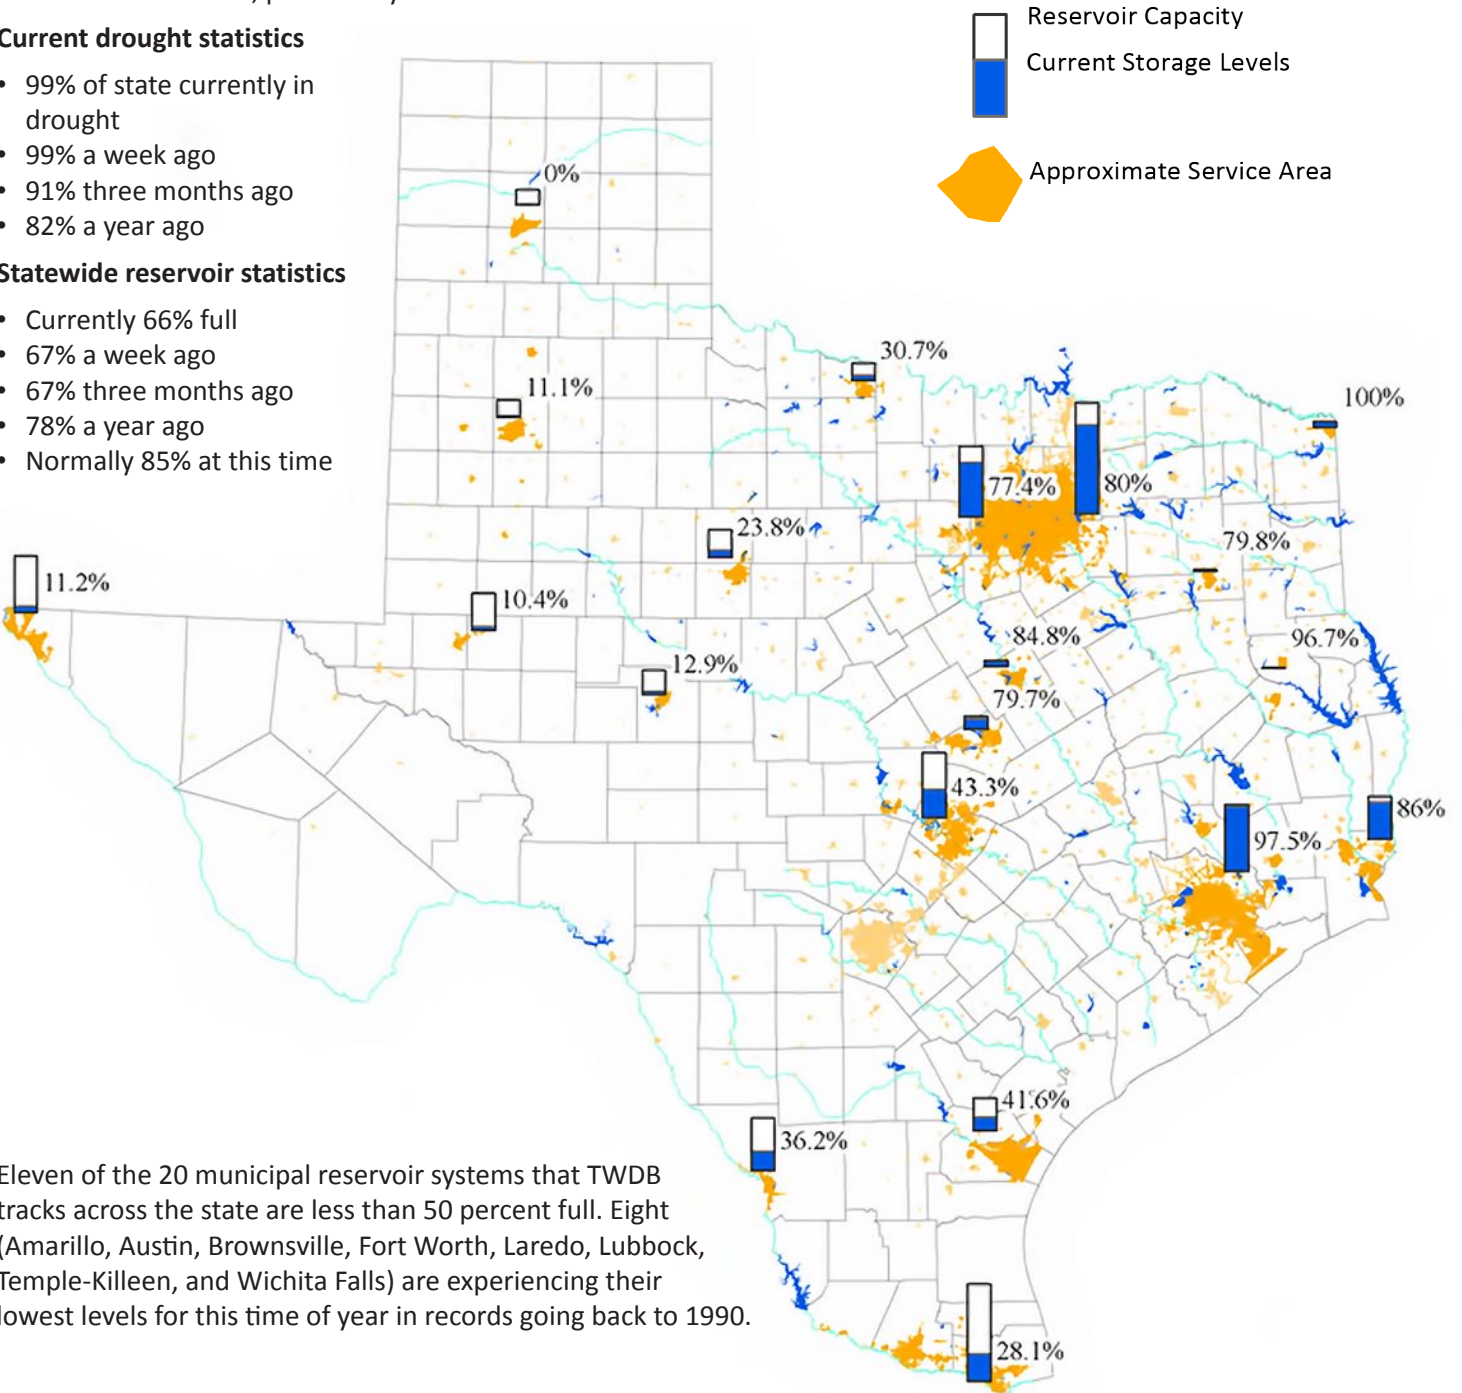 Current drought statistics
• 99% of state currently in
drought
• 99% a week ago
• 91% three months ago
• 82% a year ago
Statewide reservoir statistics
• Currently 66% full
• 67% a week ago
• 67% three months ago
• 78% a year ago
• Normally 85% at this time
Reservoir Capacity
Current Storage Levels
Approximate Service Area
0%
30.7%
11.1%
100%
77.4%
80%
23.8%
79.8%
11.2%
10.4%
84.8%
96.7%
12.9%
79.7%
43.3%
86%
97.5%
41.6%
36.2%
28.1%
Eleven of the 20 municipal reservoir systems that TWDB
tracks across the state are less than 50 percent full. Eight
(Amarillo, Austin, Brownsville, Fort Worth, Laredo, Lubbock,
Temple-Killeen, and Wichita Falls) are experiencing their
lowest levels for this time of year in records going back to 1990.